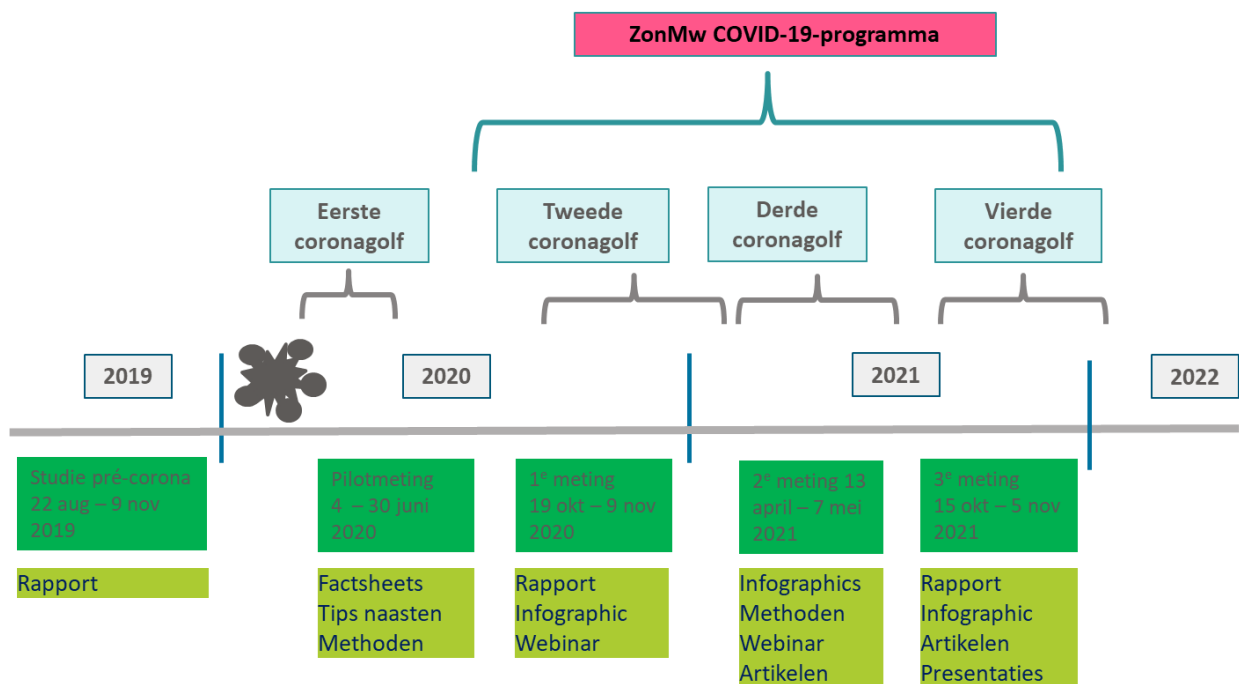 ZonMw COVID-19-programma
Eerste
coronagolf
Tweede
coronagolf
Derde
coronagolf
Vierde
coronagolf
2019
2020
2021
2022
Studie pré-corona
22 aug – 9 nov
2019
Pilotmeting
4 – 30 juni
2020
1e meting
19 okt – 9 nov
2020
2e meting 13
april – 7 mei
2021
3e meting
15 okt – 5 nov
2021
Rapport
Factsheets
Tips naasten
Methoden
Rapport
Infographic
Webinar
Infographics
Methoden
Webinar
Artikelen
Rapport
Infographic
Artikelen
Presentaties